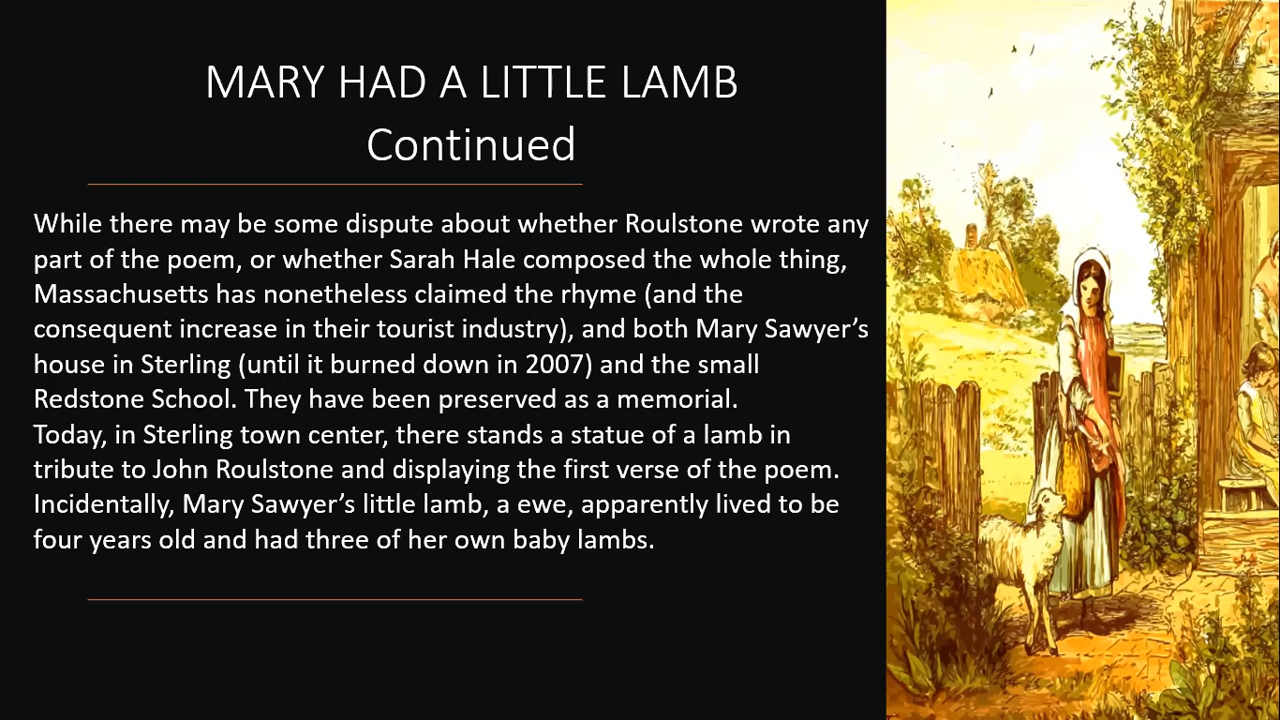 MARY HAD A LITTLE LAMB
Continued
While there may be some dispute about whether Roulstone wrote any
part of the poem, or whether Sarah Hale composed the whole thing,
Massachusetts has nonetheless claimed the rhyme (and the
consequent increase in their tourist industry), and both Mary Sawyer’s
house in Sterling (until it burned down in 2007) and the small
Redstone School. They have been preserved as a memorial.
Today, in Sterling town center, there stands a statue of a lamb in
tribute to John Roulstone and displaying the first verse of the poem.
Incidentally, Mary Sawyer’s little lamb, a ewe, apparently lived to be
four years old and had three of her own baby lambs.